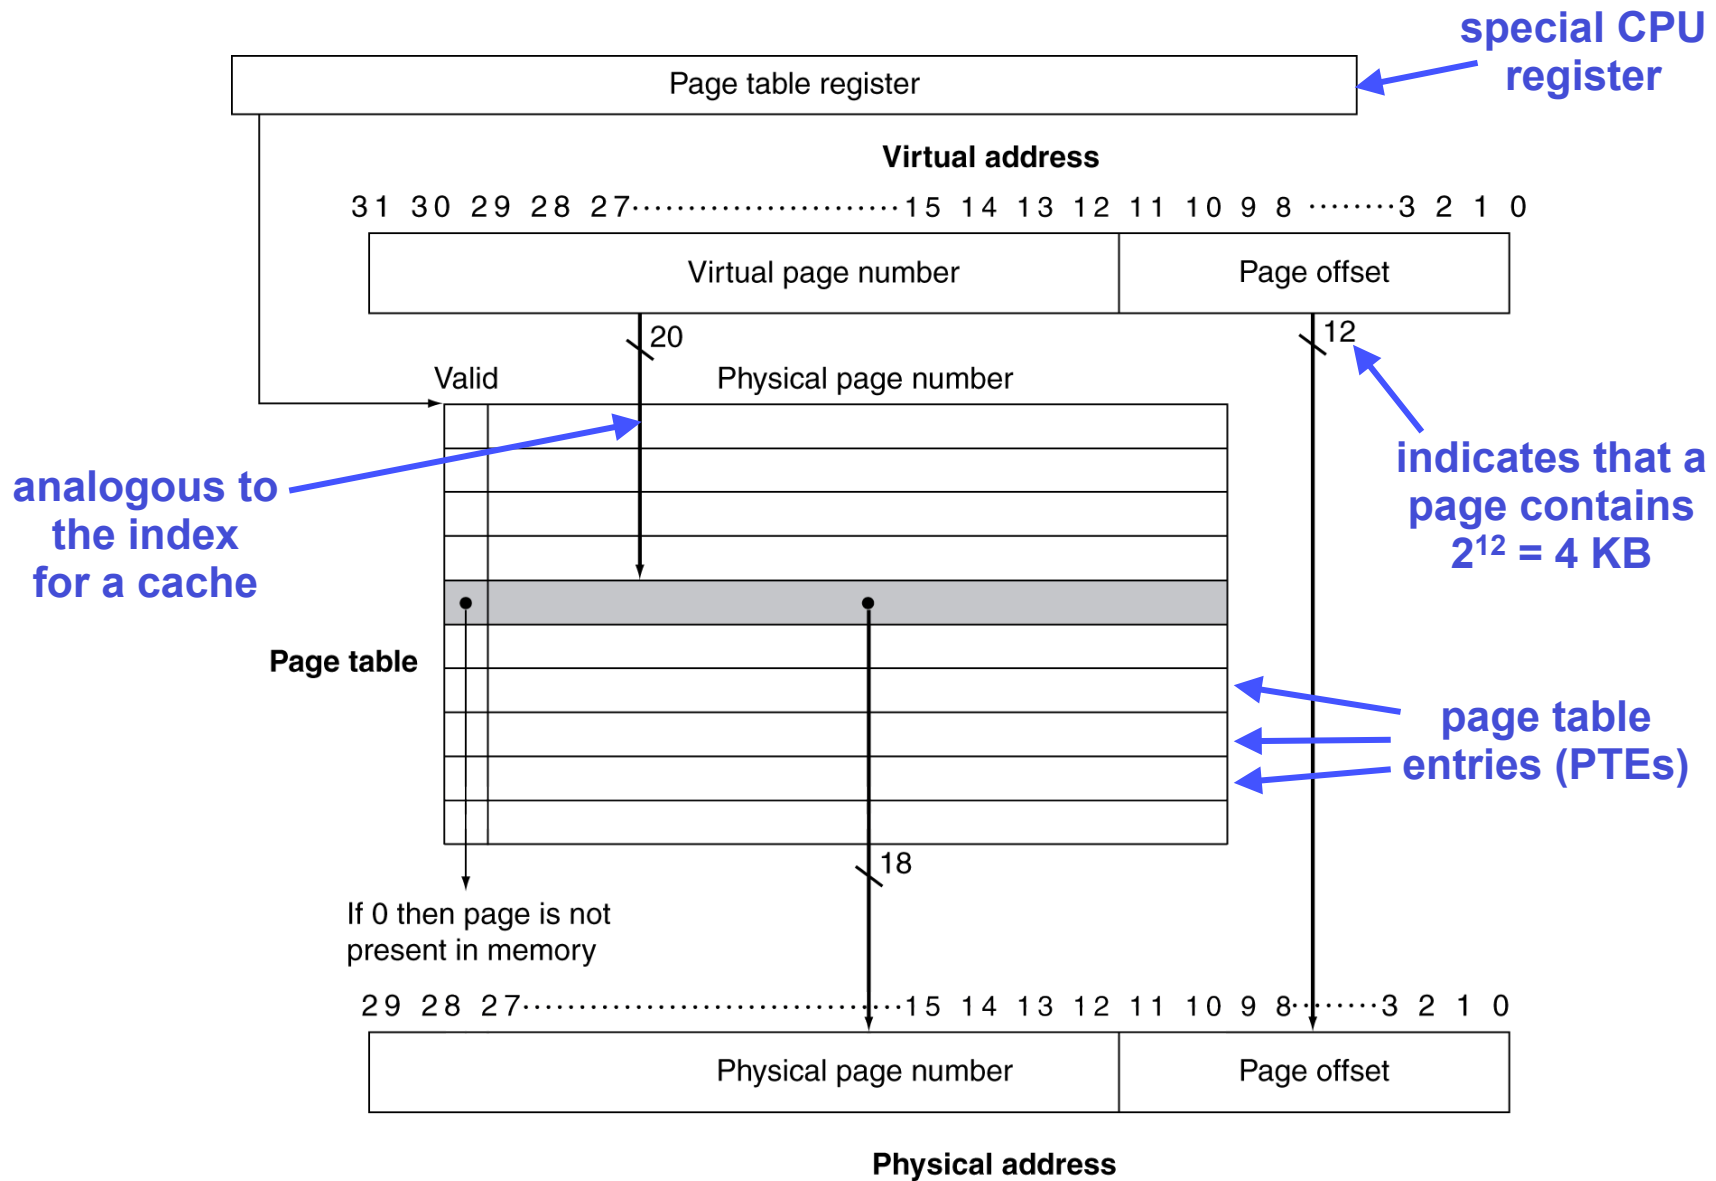 special CPU
register
Page table register
Virtual address
31 30 29 28 27·······················15 14 13 12 11 10 9 8 ········3 2 1 0
Virtual page number Page offset
20 12
Valid Physical page number
analogous to
the index
for a cache
indicates that a
page contains
2¹² = 4 KB
Page table
page table
entries (PTEs)
18
If 0 then page is not
present in memory
29 28 27·································15 14 13 12 11 10 9 8········3 2 1 0
Physical page number Page offset
Physical address